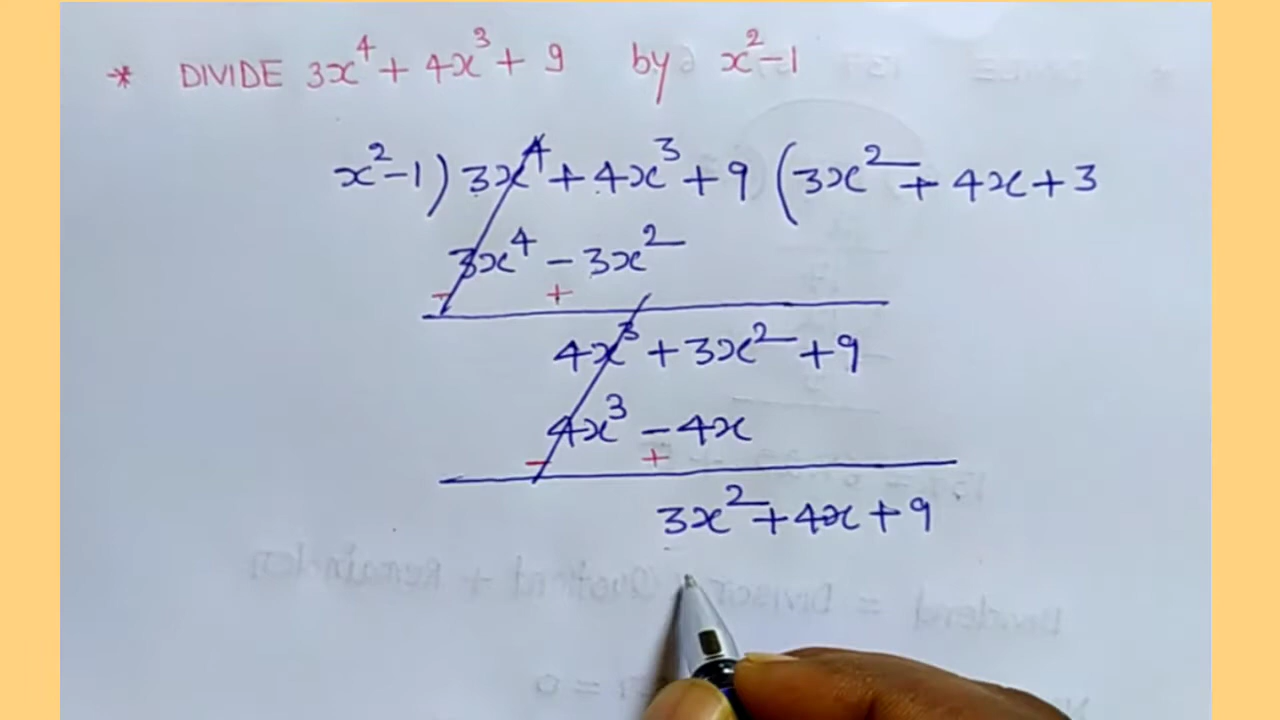 * DIVIDE 3x⁴ + 4x³ + 9 by x² - 1
x² - 1 ) 3x⁴ + 4x³ + 9 ( 3x² + 4x + 3
3x⁴ - 3x²
- +
4x³ + 3x² + 9
4x³ - 4x
- +
3x² + 4x + 9